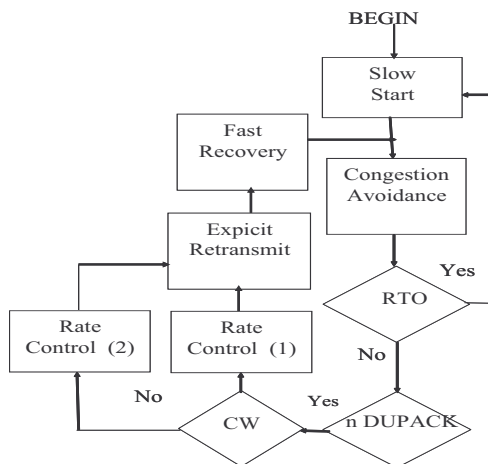 BEGIN
Slow
Start
Fast
Recovery
Congestion
Avoidance
Expicit
Retransmit
Yes
RTO
Rate
Control (2)
Rate
Control (1)
No
No
Yes
CW
n DUPACK